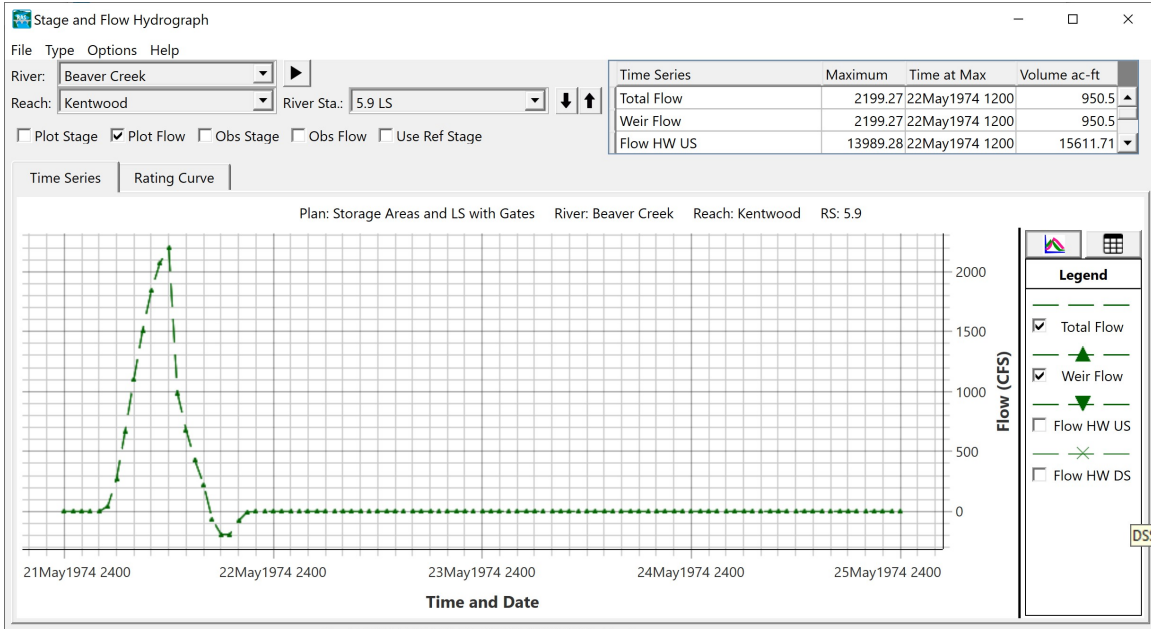 Stage and Flow Hydrograph
File Type Options Help
River: Beaver Creek
Reach: Kentwood River Sta.: 5.9 LS
Plot Stage Plot Flow Obs Stage Obs Flow Use Ref Stage
Time Series Maximum Time at Max Volume ac-ft
Total Flow 2199.27 22May1974 1200 950.5
Weir Flow 2199.27 22May1974 1200 950.5
Flow HW US 13989.28 22May1974 1200 15611.71
Time Series Rating Curve
Plan: Storage Areas and LS with Gates River: Beaver Creek Reach: Kentwood RS: 5.9
2000
1500
1000
500
0
Flow (CFS)
21May1974 2400 22May1974 2400 23May1974 2400 24May1974 2400 25May1974 2400
Time and Date
Legend
Total Flow
Weir Flow
Flow HW US
Flow HW DS